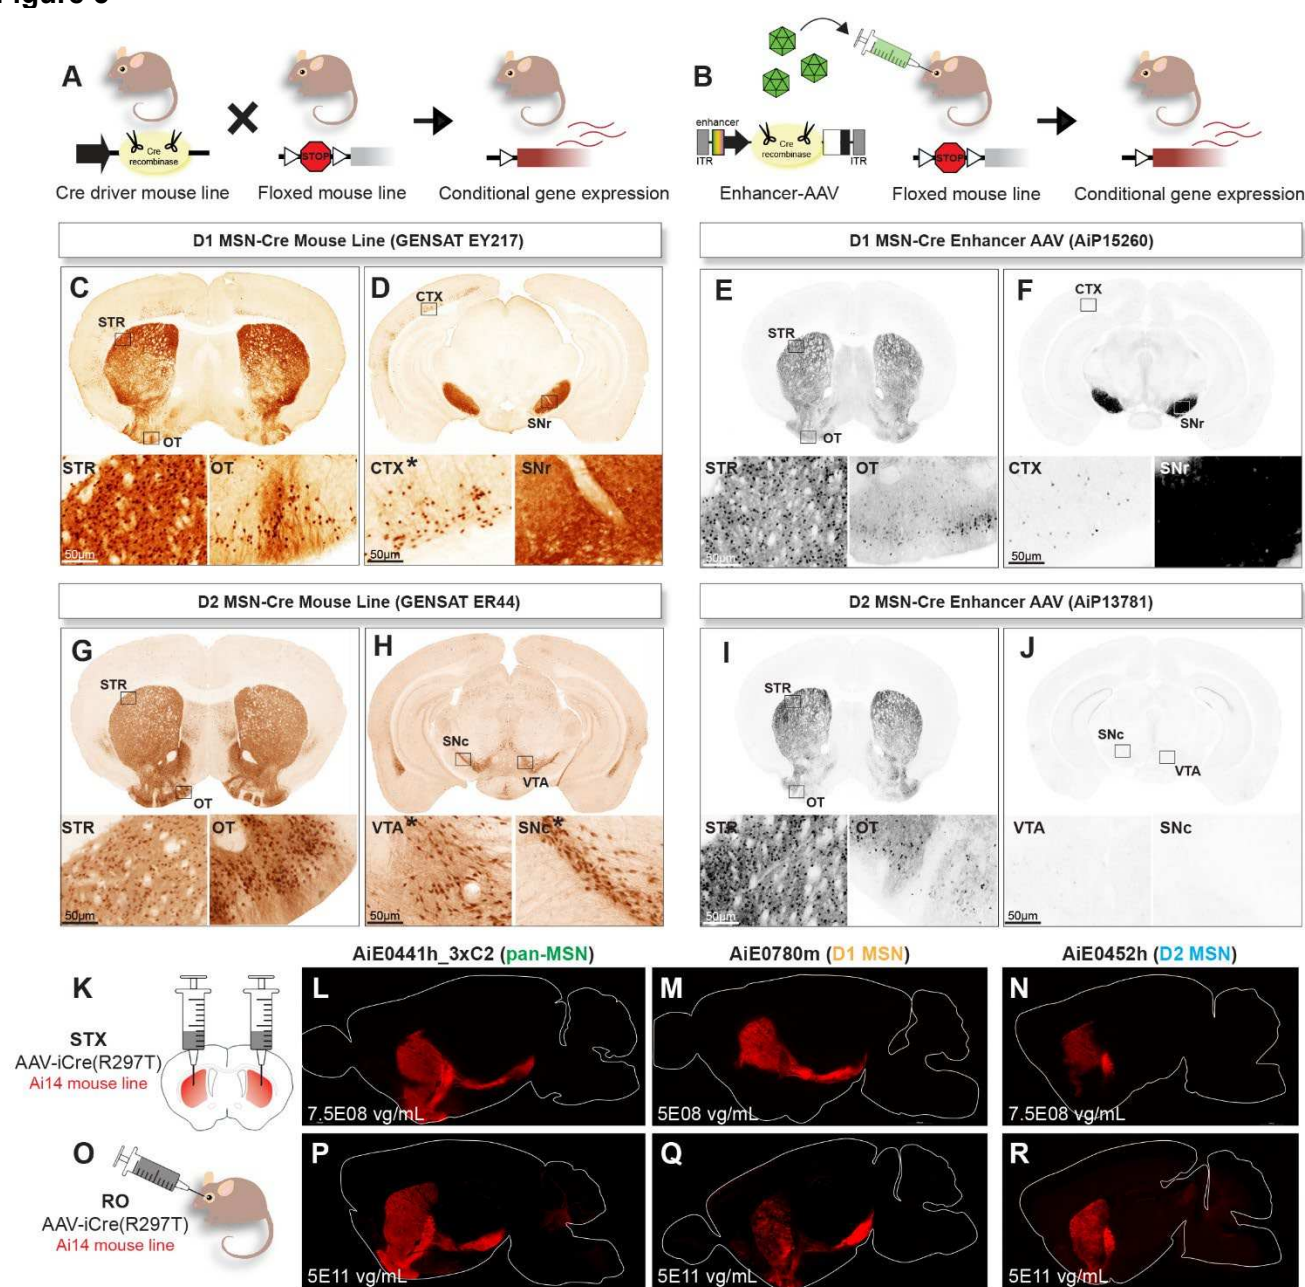 Figure 5
A
Cre
recombinase
STOP
Cre driver mouse line
Floxed mouse line
Conditional gene expression
B
enhancer
ITR
Cre
recombinase
ITR
STOP
Enhancer-AAV
Floxed mouse line
Conditional gene expression
D1 MSN-Cre Mouse Line (GENSAT EY217)
D1 MSN-Cre Enhancer AAV (AiP15260)
C
STR
OT
STR
OT
50µm
D
CTX
SNr
CTX*
SNr
E
STR
OT
STR
OT
50µm
F
CTX
SNr
CTX
SNr
50µm
D2 MSN-Cre Mouse Line (GENSAT ER44)
D2 MSN-Cre Enhancer AAV (AiP13781)
G
STR
OT
STR
OT
50µm
H
SNc
VTA
VTA*
SNc*
I
STR
OT
STR
OT
50µm
J
SNc
VTA
VTA
SNc
50µm
AiE0441h_3xC2 (pan-MSN)
AiE0780m (D1 MSN)
AiE0452h (D2 MSN)
K
STX
AAV-iCre(R297T)
Ai14 mouse line
L
7.5E08 vg/mL
M
5E08 vg/mL
N
7.5E08 vg/mL
O
RO
AAV-iCre(R297T)
Ai14 mouse line
P
5E11 vg/mL
Q
5E11 vg/mL
R
5E11 vg/mL